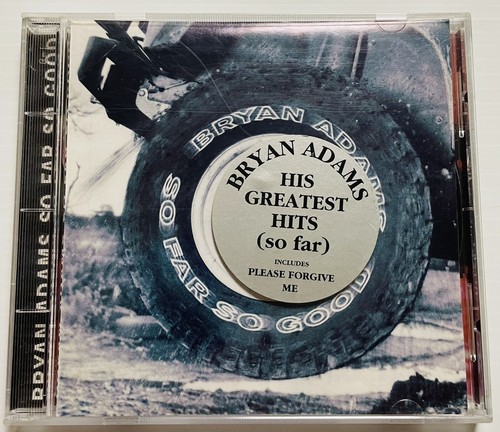 BRYAN ADAMS SO FAR SO GOOD
BRYAN ADAMS
SO FAR SO GOOD
BRYAN ADAMS
HIS
GREATEST
HITS
(so far)
INCLUDES
PLEASE FORGIVE
ME